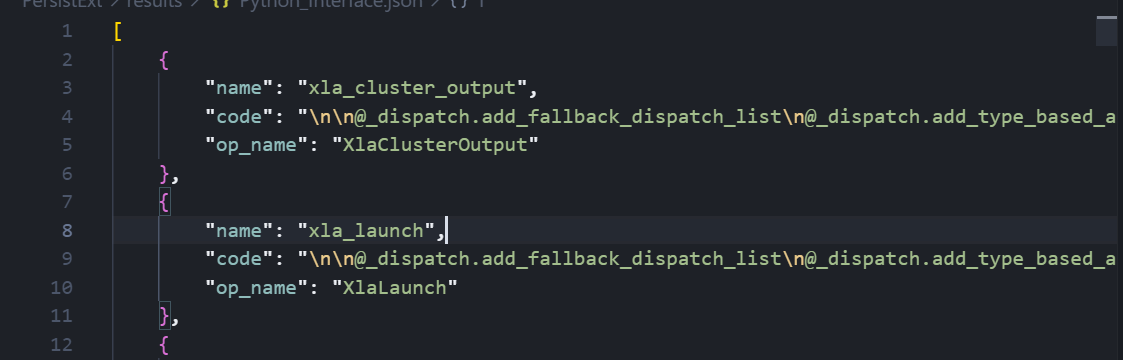 PersistExt > results > {} Python_Interface.json > {} 1
1 [
2 {
3 "name": "xla_cluster_output",
4 "code": "\n\n@_dispatch.add_fallback_dispatch_list\n@_dispatch.add_type_based_a
5 "op_name": "XlaClusterOutput"
6 },
7 {
8 "name": "xla_launch",
9 "code": "\n\n@_dispatch.add_fallback_dispatch_list\n@_dispatch.add_type_based_a
10 "op_name": "XlaLaunch"
11 },
12 {